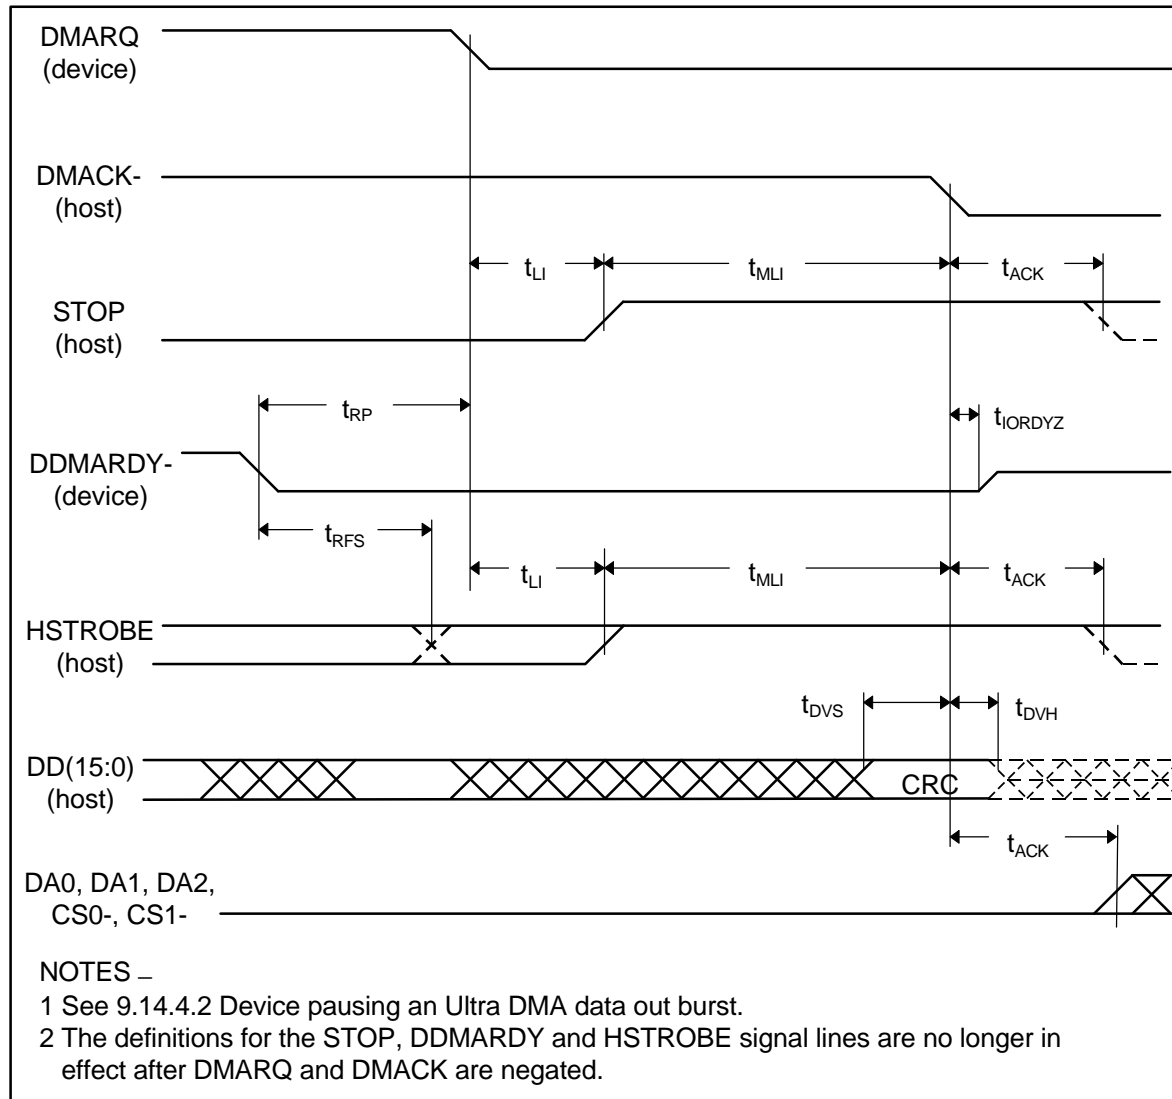 DMARQ
(device)
DMACK-
(host)
tLI
tMLI
tACK
STOP
(host)
tRP
tIORDYZ
DDMARDY-
(device)
tRFS
tLI
tMLI
tACK
HSTROBE
(host)
tDVS
tDVH
DD(15:0)
(host)
CRC
tACK
DA0, DA1, DA2,
CS0-, CS1-
NOTES –
1 See 9.14.4.2 Device pausing an Ultra DMA data out burst.
2 The definitions for the STOP, DDMARDY and HSTROBE signal lines are no longer in
effect after DMARQ and DMACK are negated.